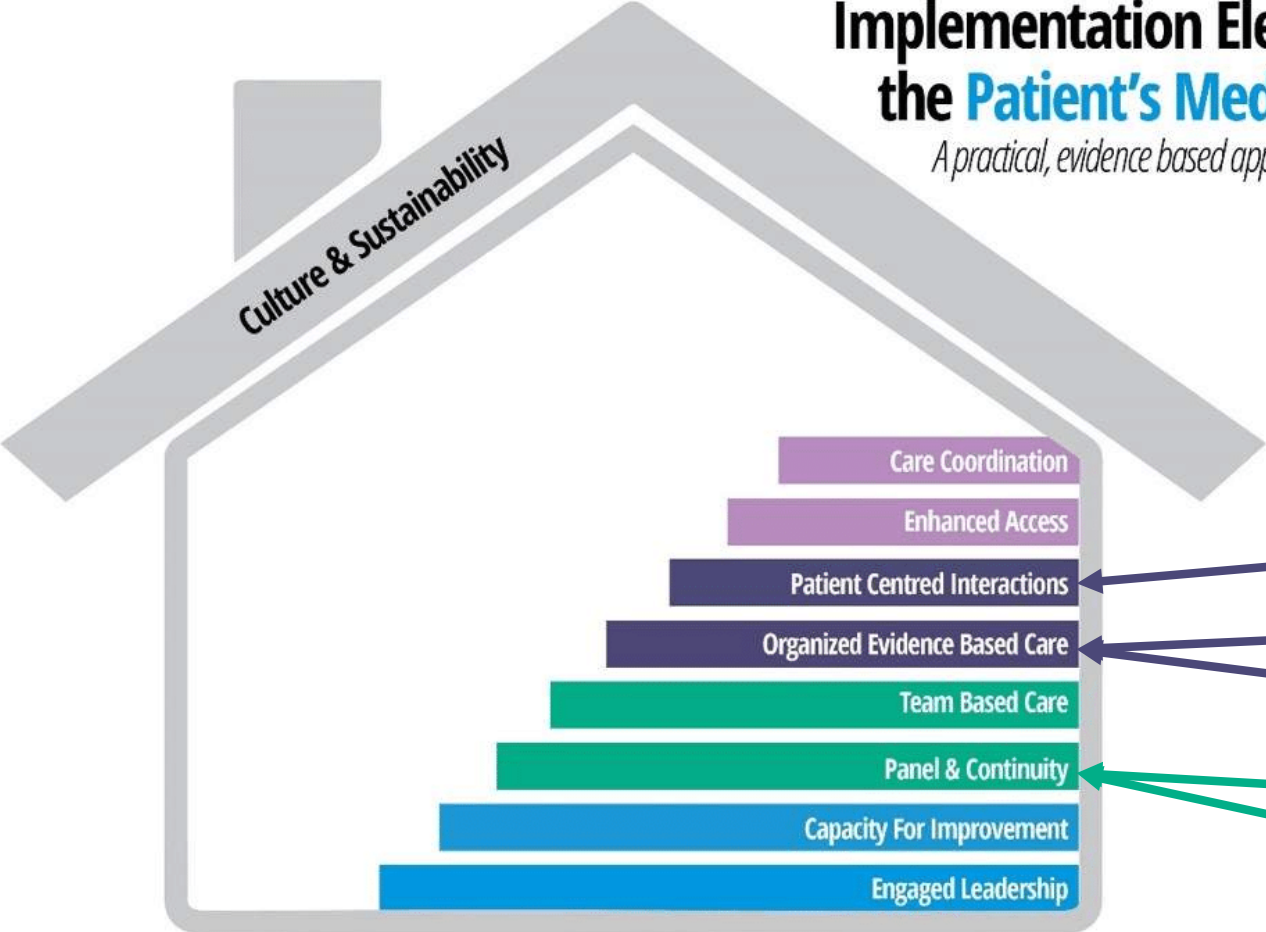 Implementation Ele
the Patient's Med
A practical, evidence based app
Culture & Sustainability
Care Coordination
Enhanced Access
Patient Centred Interactions
Organized Evidence Based Care
Team Based Care
Panel & Continuity
Capacity For Improvement
Engaged Leadership